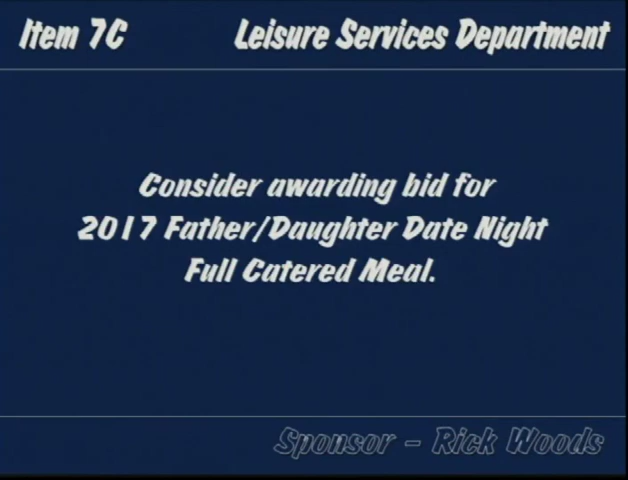 Item 7C Leisure Services Department
Consider awarding bid for
2017 Father/Daughter Date Night
Full Catered Meal.
Sponsor - Rick Woods